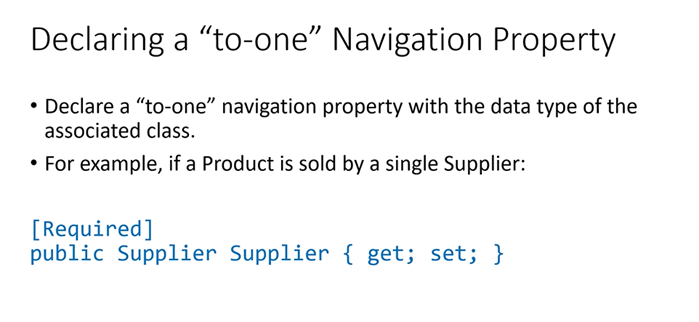 Declaring a “to-one” Navigation Property
• Declare a “to-one” navigation property with the data type of the
associated class.
• For example, if a Product is sold by a single Supplier:
[Required]
public Supplier Supplier { get; set; }